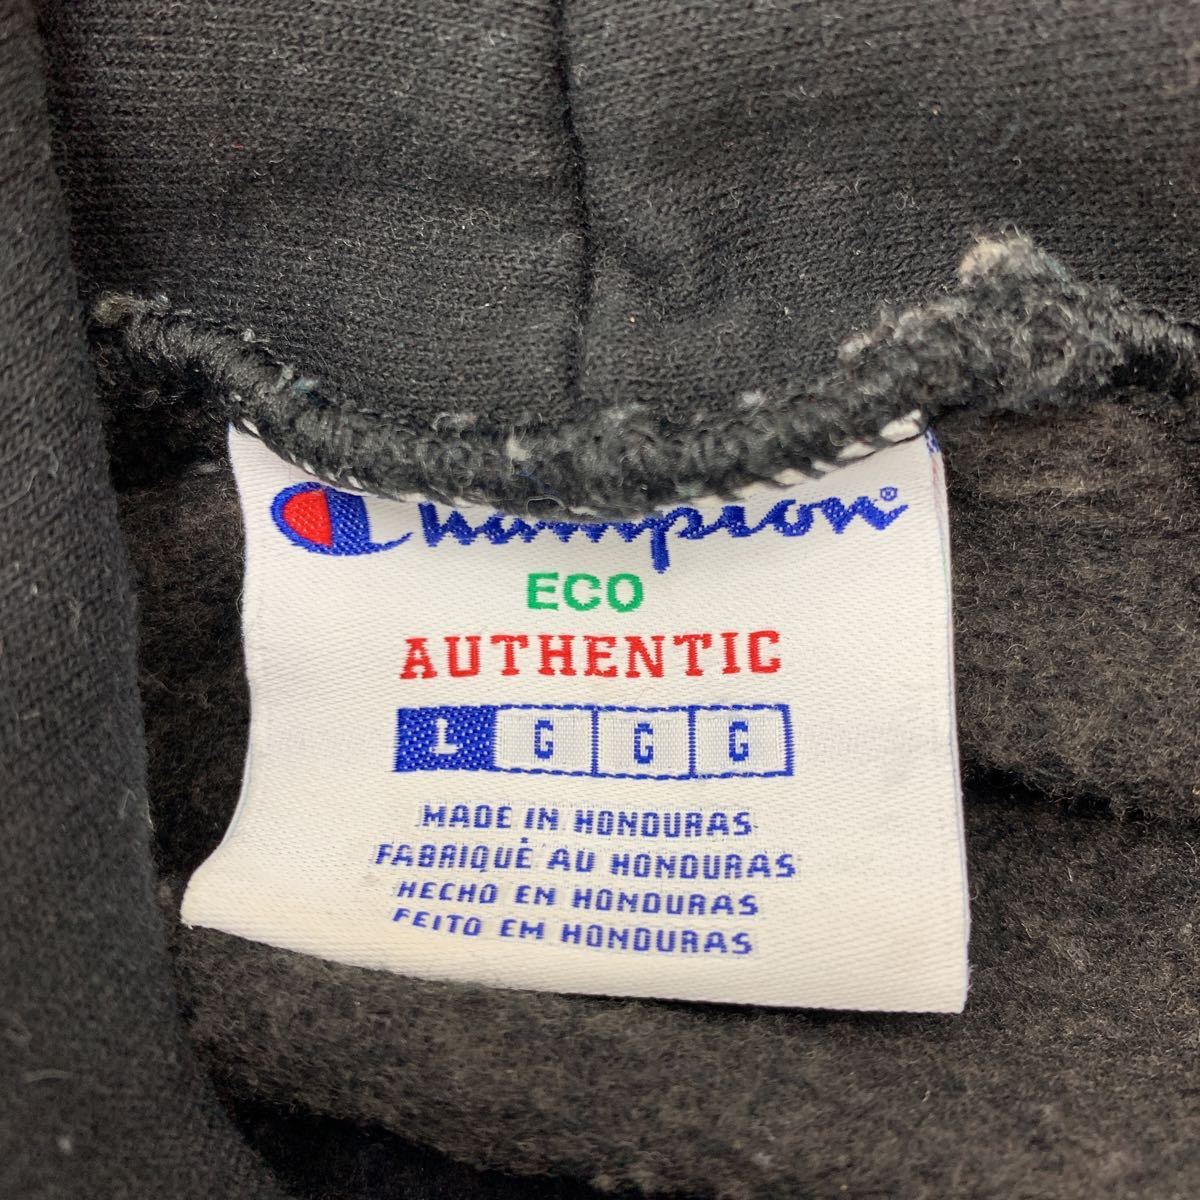 Champion®
ECO
AUTHENTIC
L G G G
MADE IN HONDURAS
FABRIQUÉ AU HONDURAS
HECHO EN HONDURAS
FEITO EM HONDURAS